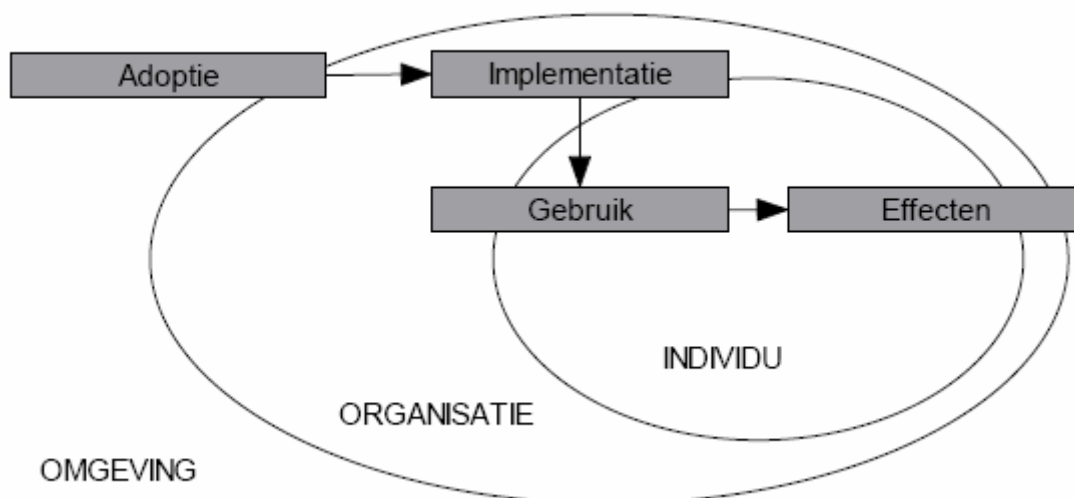 Adoptie
Implementatie
Gebruik
Effecten
INDIVIDU
ORGANISATIE
OMGEVING